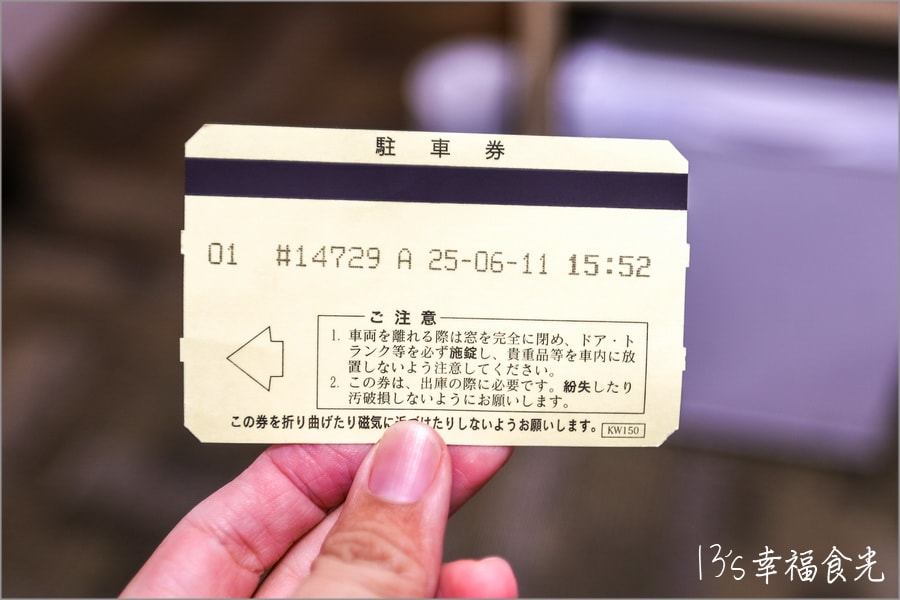 駐車券
01 #14729 A 25-06-11 15:52
ご注意
1. 車両を離れる際は窓を完全に閉め、ドア・ト
ランク等を必ず施錠し、貴重品等を車内に放
置しないよう注意してください。
2. この券は、出庫の際に必要です。紛失したり
汚破損しないようにお願いします。
この券を折り曲げたり磁気に近づけたりしないようお願いします。 KW150
13's幸福食光